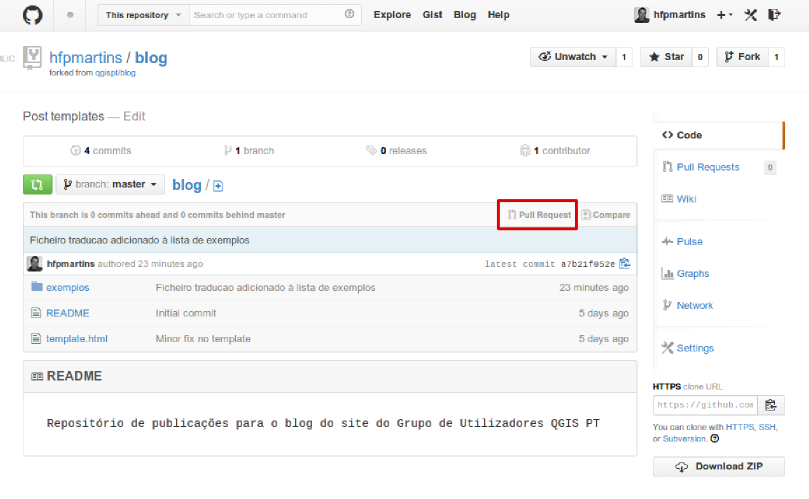 This repository
Search or type a command
Explore Gist Blog Help
hfpmartins
hfpmartins / blog
forked from qgispt/blog
Unwatch 1
Star 0
Fork 1
Post templates — Edit
4 commits
1 branch
0 releases
1 contributor
branch: master
blog /
This branch is 0 commits ahead and 0 commits behind master
Pull Request
Compare
Ficheiro traducao adicionado à lista de exemplos
hfpmartins authored 23 minutes ago
latest commit a7b21f052e
exemplos Ficheiro traducao adicionado à lista de exemplos 23 minutes ago
README Initial commit 5 days ago
template.html Minor fix no template 5 days ago
README
Repositório de publicações para o blog do site do Grupo de Utilizadores QGIS PT
Code
Pull Requests 0
Wiki
Pulse
Graphs
Network
Settings
HTTPS clone URL
https://github.com
You can clone with HTTPS, SSH,
or Subversion.
Download ZIP